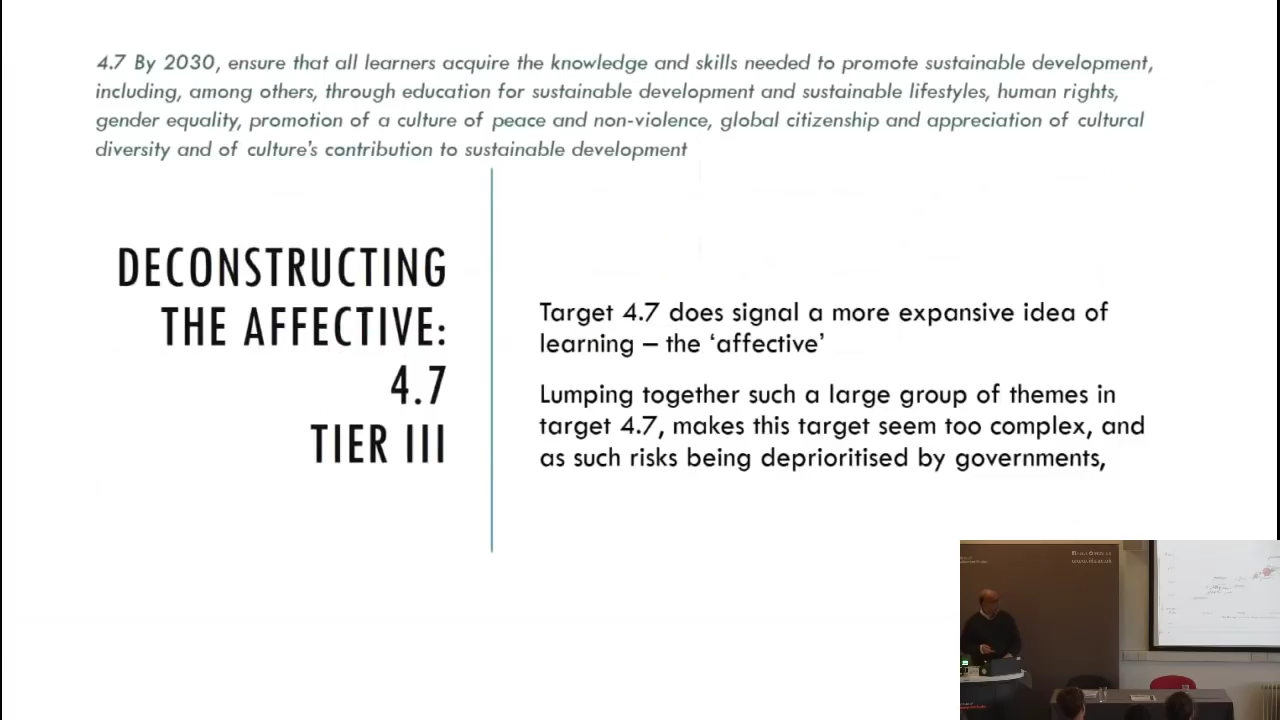 4.7 By 2030, ensure that all learners acquire the knowledge and skills needed to promote sustainable development,
including, among others, through education for sustainable development and sustainable lifestyles, human rights,
gender equality, promotion of a culture of peace and non-violence, global citizenship and appreciation of cultural
diversity and of culture's contribution to sustainable development
DECONSTRUCTING
THE AFFECTIVE:
4.7
TIER III
Target 4.7 does signal a more expansive idea of
learning – the ‘affective’
Lumping together such a large group of themes in
target 4.7, makes this target seem too complex, and
as such risks being deprioritised by governments,